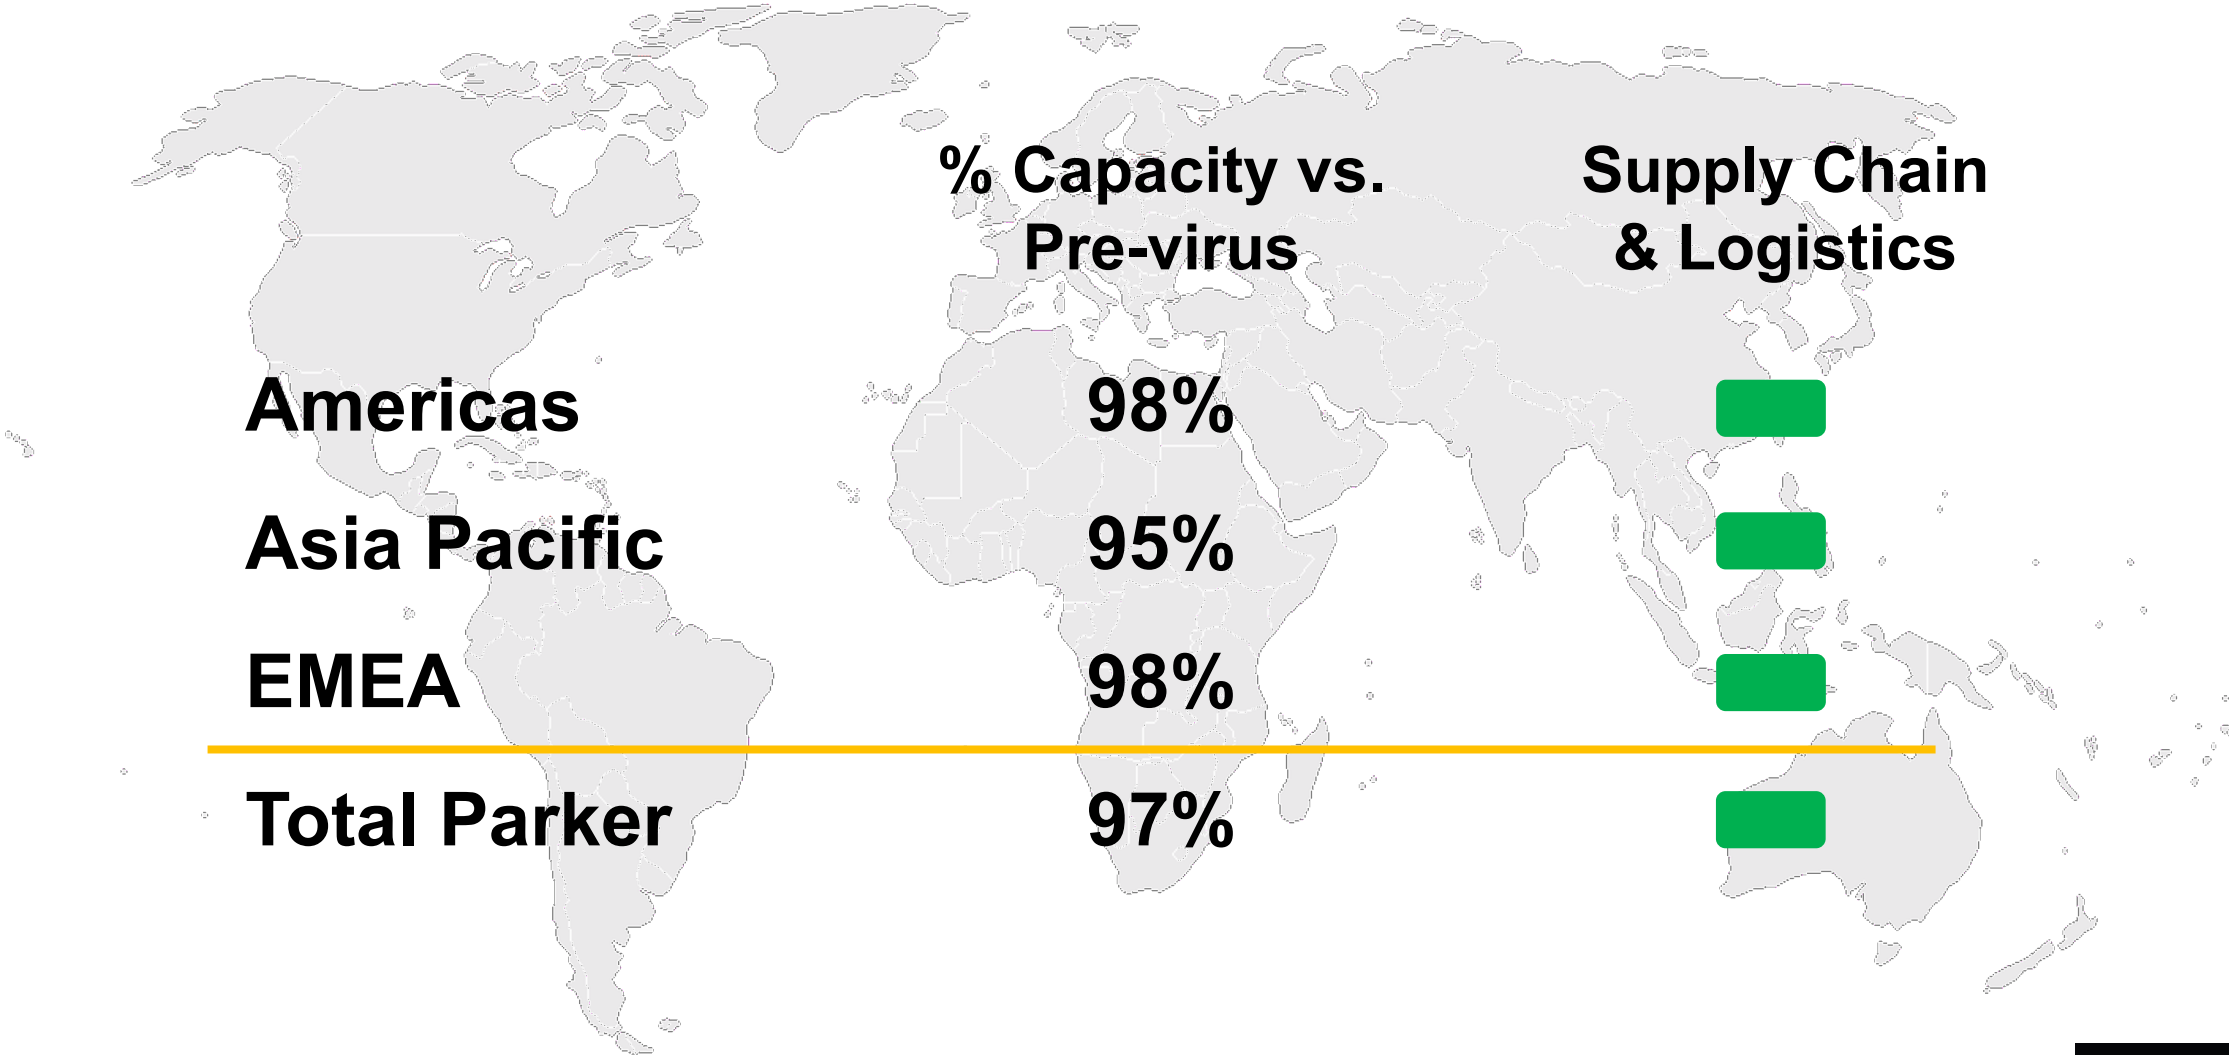 % Capacity vs.
Pre-virus
Supply Chain
& Logistics
Americas 98%
Asia Pacific 95%
EMEA 98%
Total Parker 97%